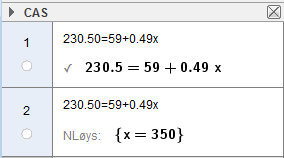 CAS
1
230.50=59+0.49x
✓ 230.5 = 59 + 0.49 x
2
230.50=59+0.49x
NLøys: {x = 350}